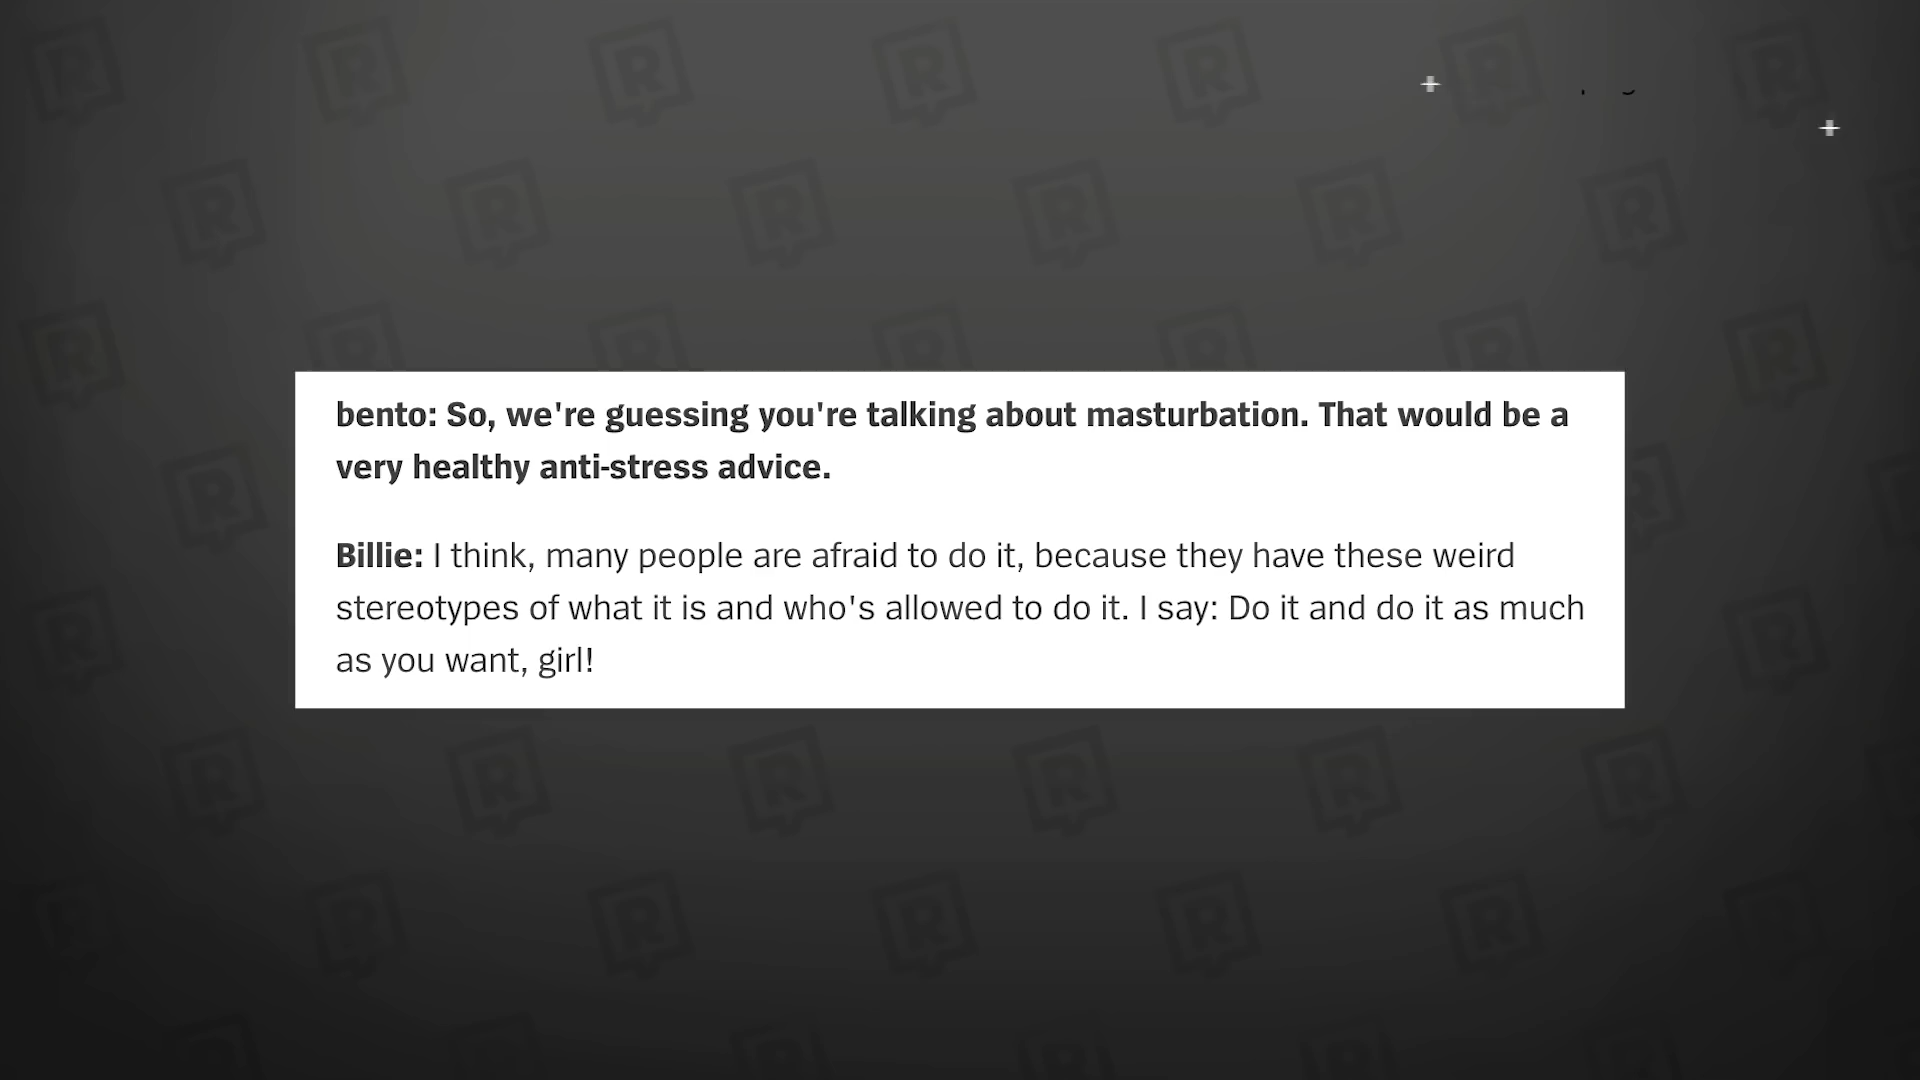 bento: So, we're guessing you're talking about masturbation. That would be a
very healthy anti-stress advice.
Billie: I think, many people are afraid to do it, because they have these weird
stereotypes of what it is and who's allowed to do it. I say: Do it and do it as much
as you want, girl!